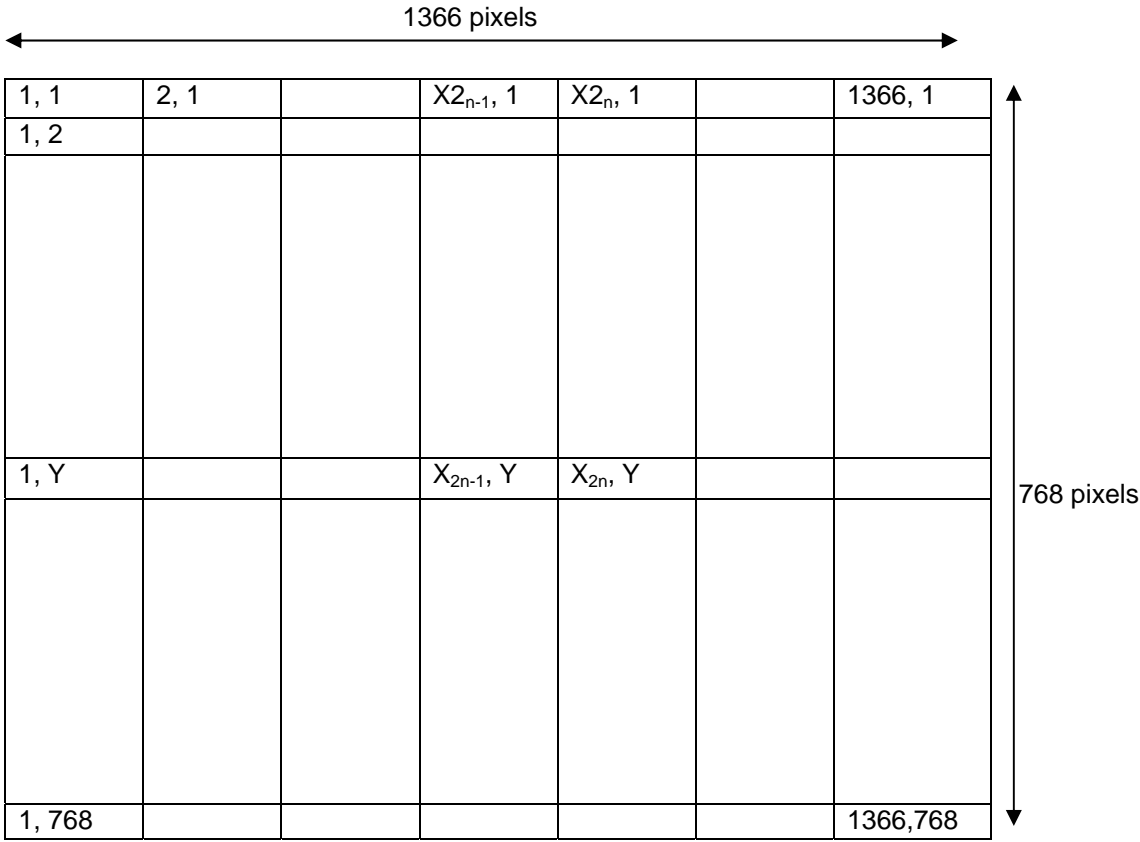 1366 pixels
1, 1 2, 1 X2ₙ₋₁, 1 X2ₙ, 1 1366, 1
1, 2
1, Y X₂ₙ₋₁, Y X₂ₙ, Y
768 pixels
1, 768 1366,768